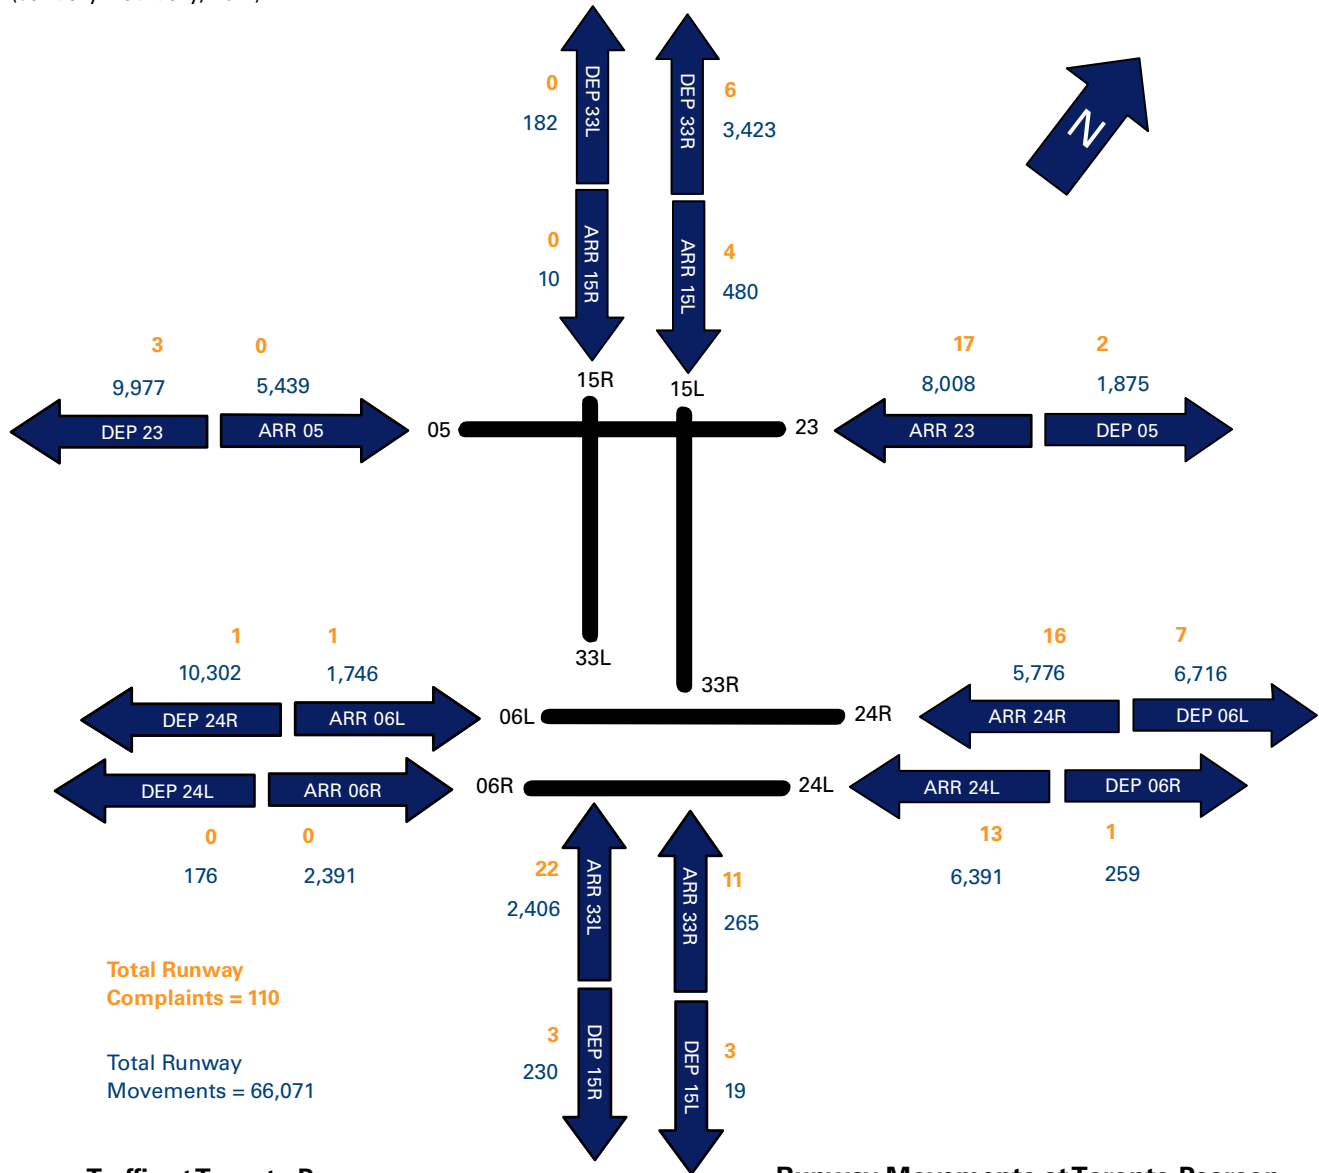 DEP 33L
DEP 33R
0
182
6
3,423
N
ARR 15R
ARR 15L
0
10
4
480
3
0
17
2
9,977
5,439
8,008
1,875
15R
15L
DEP 23
ARR 05
05
23
ARR 23
DEP 05
1
1
16
7
10,302
1,746
33L
5,776
6,716
33R
DEP 24R
ARR 06L
06L
24R
ARR 24R
DEP 06L
DEP 24L
ARR 06R
06R
24L
ARR 24L
DEP 06R
0
0
13
1
176
2,391
6,391
259
22
2,406
ARR 33L
ARR 33R
11
265
Total Runway
Complaints = 110
3
230
DEP 15R
DEP 15L
3
19
Total Runway
Movements = 66,071
Runway Movements at Toronto Pearson